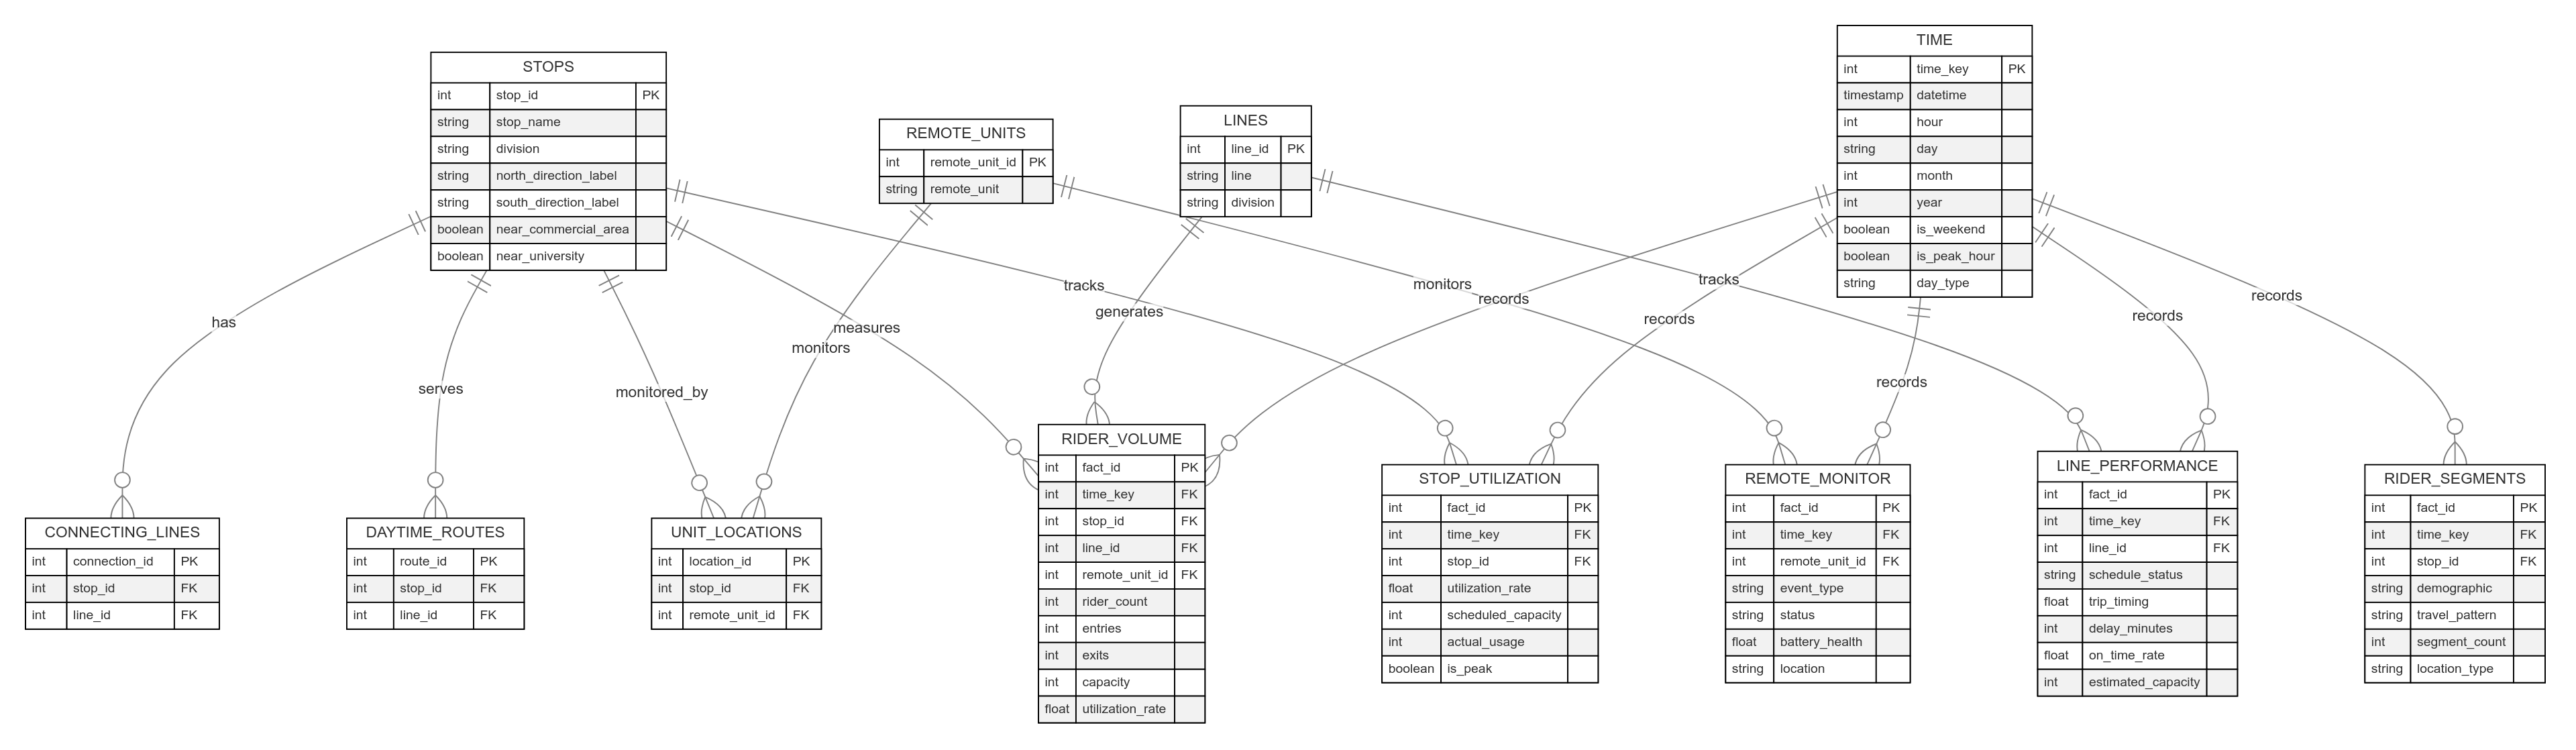 STOPS
int stop_id PK
string stop_name
string division
string north_direction_label
string south_direction_label
boolean near_commercial_area
boolean near_university
REMOTE_UNITS
int remote_unit_id PK
string remote_unit
LINES
int line_id PK
string line
string division
TIME
int time_key PK
timestamp datetime
int hour
string day
int month
int year
boolean is_weekend
boolean is_peak_hour
string day_type
has
serves
monitored_by
monitors
measures
tracks
generates
monitors
records
records
tracks
records
records
records
CONNECTING_LINES
int connection_id PK
int stop_id FK
int line_id FK
DAYTIME_ROUTES
int route_id PK
int stop_id FK
int line_id FK
UNIT_LOCATIONS
int location_id PK
int stop_id FK
int remote_unit_id FK
RIDER_VOLUME
int fact_id PK
int time_key FK
int stop_id FK
int line_id FK
int remote_unit_id FK
int rider_count
int entries
int exits
int capacity
float utilization_rate
STOP_UTILIZATION
int fact_id PK
int time_key FK
int stop_id FK
float utilization_rate
int scheduled_capacity
int actual_usage
boolean is_peak
REMOTE_MONITOR
int fact_id PK
int time_key FK
int remote_unit_id FK
string event_type
string status
float battery_health
string location
LINE_PERFORMANCE
int fact_id PK
int time_key FK
int line_id FK
string schedule_status
float trip_timing
int delay_minutes
float on_time_rate
int estimated_capacity
RIDER_SEGMENTS
int fact_id PK
int time_key FK
int stop_id FK
string demographic
string travel_pattern
int segment_count
string location_type